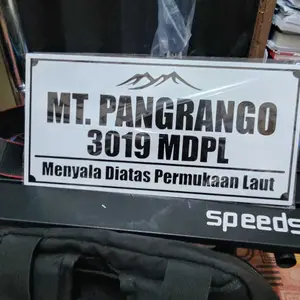 MT. PANGRANGO
3019 MDPL
Menyala Diatas Permukaan Laut
speeds